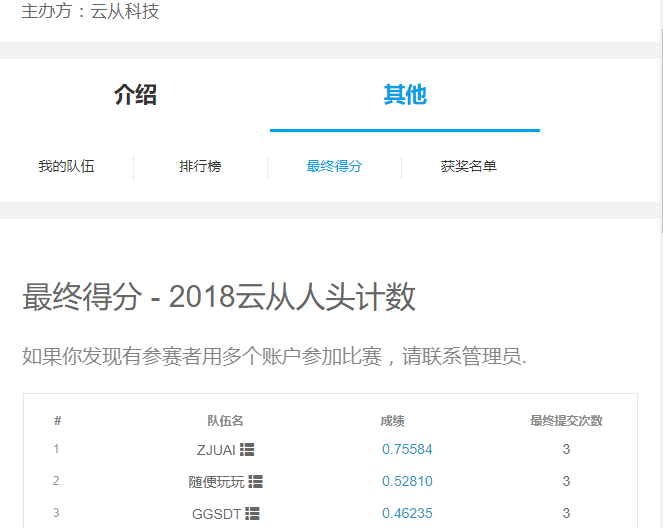 主办方：云从科技
介绍 其他
我的队伍 排行榜 最终得分 获奖名单
最终得分 - 2018云从人头计数
如果你发现有参赛者用多个账户参加比赛，请联系管理员.
# 队伍名 成绩 最终提交次数
1 ZJUAI 0.75584 3
2 随便玩玩 0.52810 3
3 GGSDT 0.46235 3